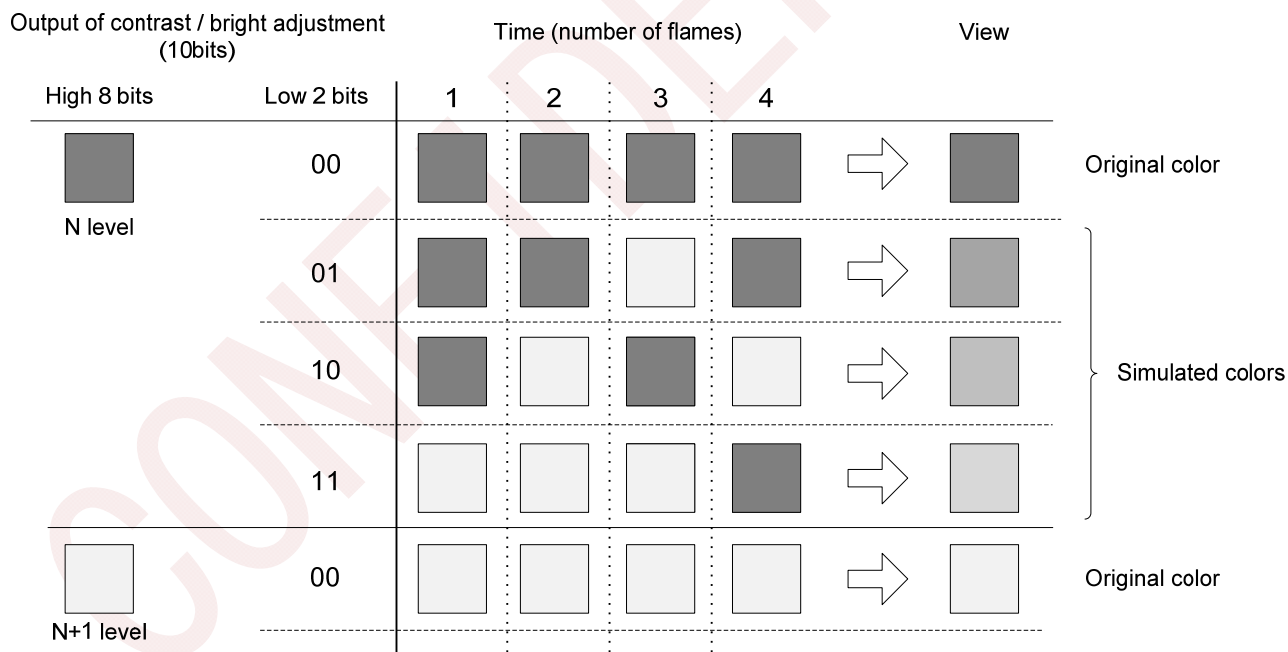 Output of contrast / bright adjustment
(10bits)
Time (number of flames)
View
High 8 bits
Low 2 bits
1
2
3
4
00
Original color
N level
01
10
Simulated colors
11
00
Original color
N+1 level
CONFIDE